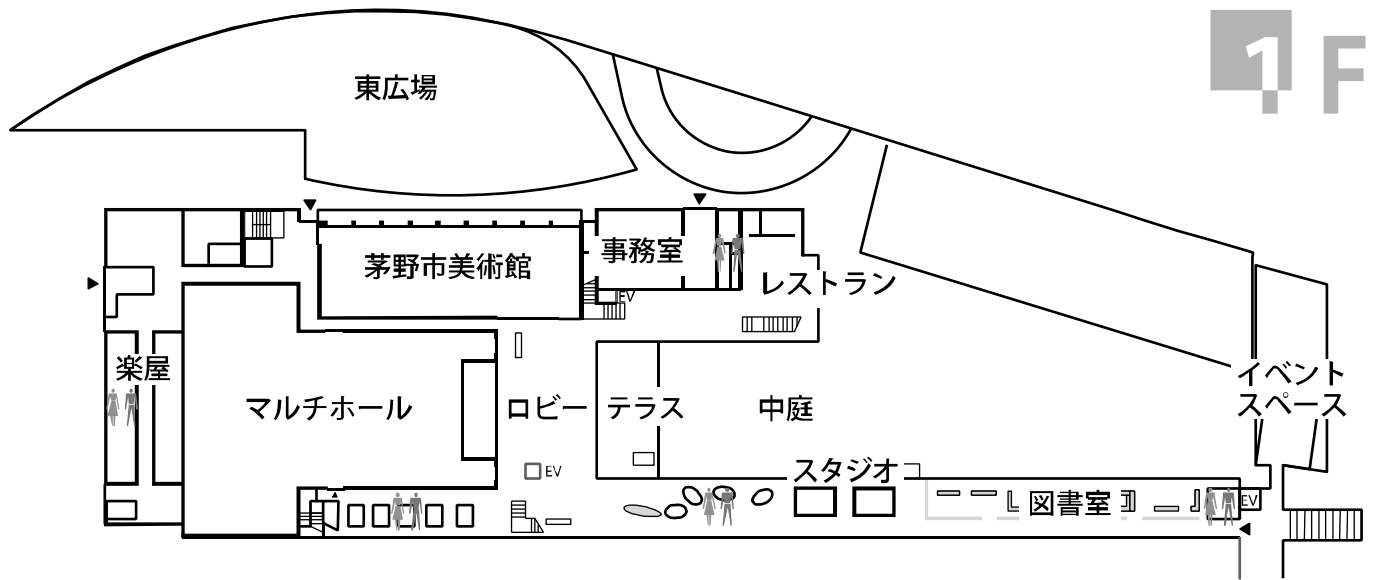 1F
東広場
茅野市美術館
事務室
EV
レストラン
楽屋
マルチホール
ロビー
テラス
中庭
イベント
スペース
EV
スタジオ
図書室
EV